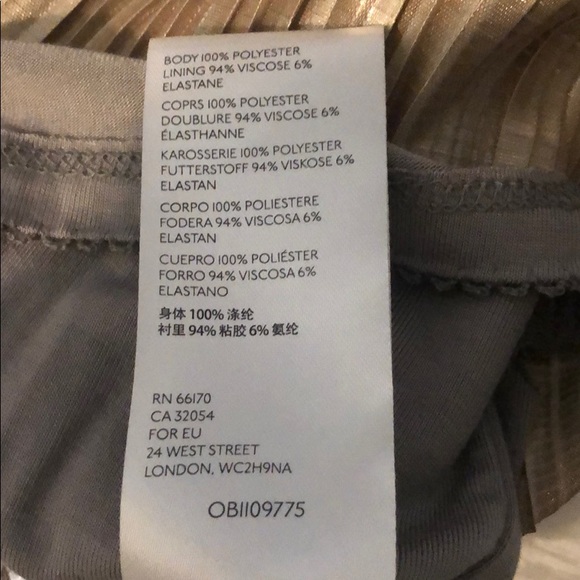 BODY 100% POLYESTER
LINING 94% VISCOSE 6%
ELASTANE
COPRS 100% POLYESTER
DOUBLURE 94% VISCOSE 6%
ÉLASTHANNE
KAROSSERIE 100% POLYESTER
FUTTERSTOFF 94% VISKOSE 6%
ELASTAN
CORPO 100% POLIESTERE
FODERA 94% VISCOSA 6%
ELASTAN
CUEPRO 100% POLIÉSTER
FORRO 94% VISCOSA 6%
ELASTANO
身体 100% 涤纶
衬里 94% 粘胶 6% 氨纶
RN 66170
CA 32054
FOR EU
24 WEST STREET
LONDON, WC2H9NA
OB1109775